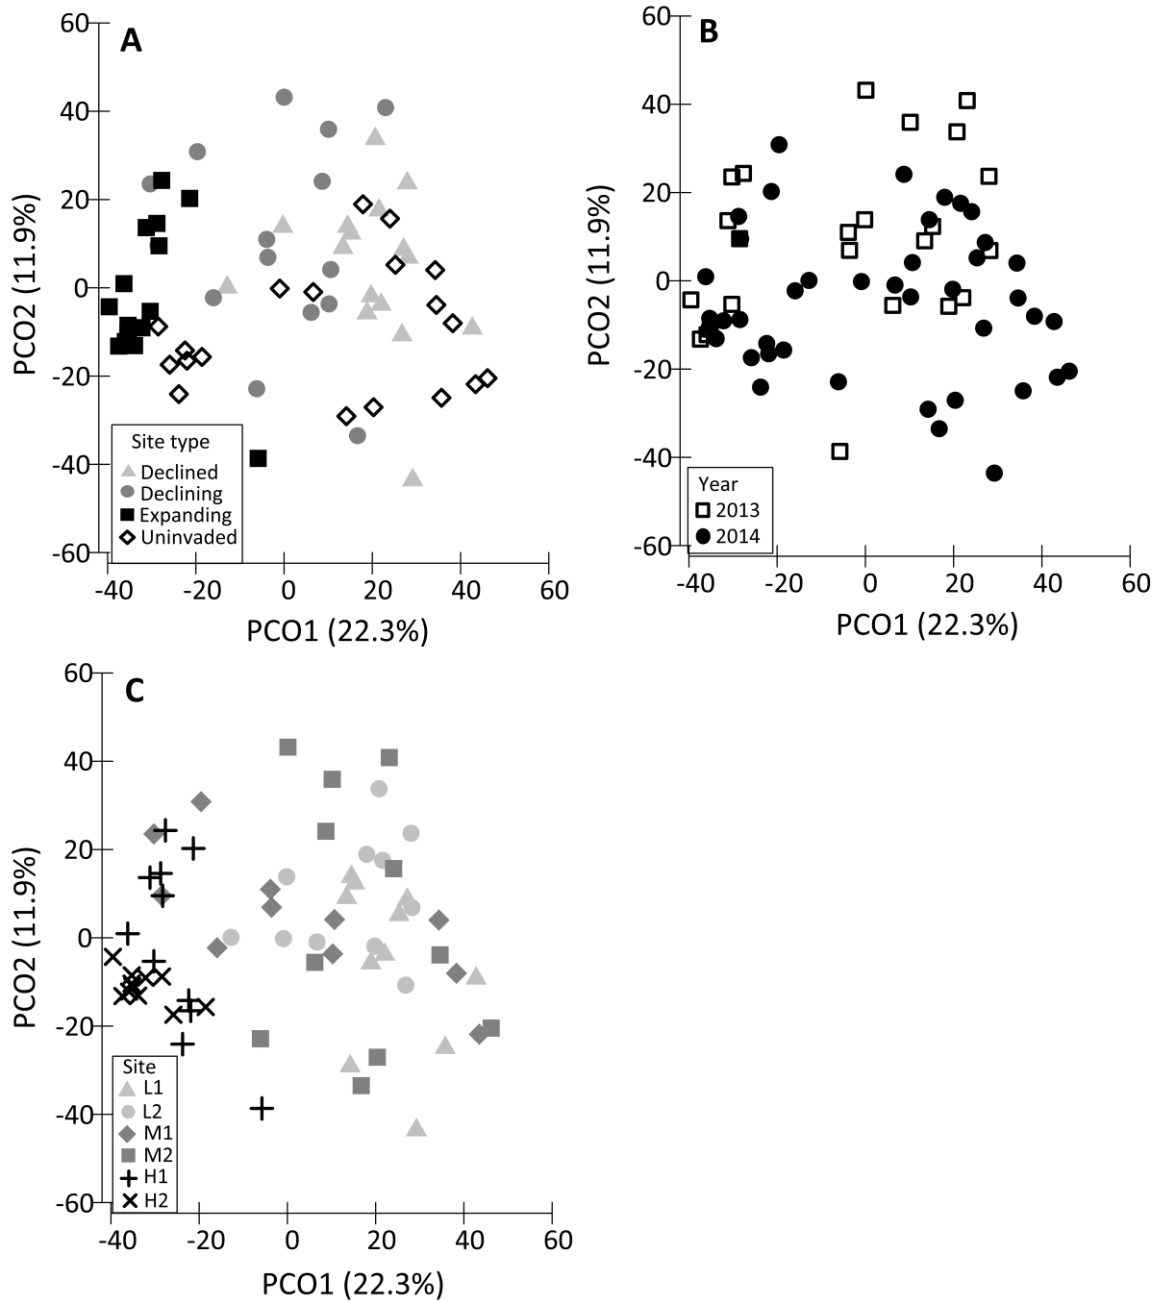 A
60
40
20
0
-20
-40
-60
PCO2 (11.9%)
Site type
Declined
Declining
Expanding
Uninvaded
-40 -20 0 20 40 60
PCO1 (22.3%)
B
60
40
20
0
-20
-40
-60
PCO2 (11.9%)
Year
2013
2014
-40 -20 0 20 40 60
PCO1 (22.3%)
C
60
40
20
0
-20
-40
-60
PCO2 (11.9%)
Site
L1
L2
M1
M2
H1
H2
-40 -20 0 20 40 60
PCO1 (22.3%)